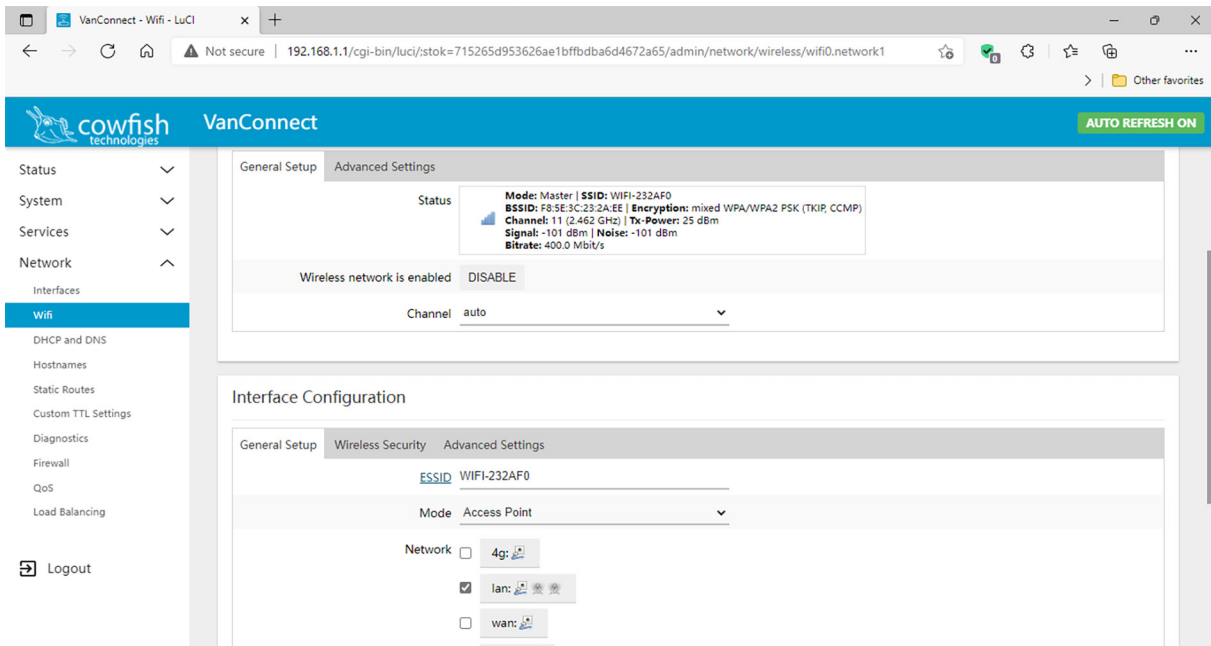 VanConnect - Wifi - LuCI
Not secure | 192.168.1.1/cgi-bin/luci/;stok=715265d953626ae1bffbdba6d4672a65/admin/network/wireless/wifi0.network1
0
Other favorites
cowfish
technologies
VanConnect
AUTO REFRESH ON
Status
System
Services
Network
Interfaces
Wifi
DHCP and DNS
Hostnames
Static Routes
Custom TTL Settings
Diagnostics
Firewall
QoS
Load Balancing
Logout
General Setup Advanced Settings
Status
Mode: Master | SSID: WIFI-232AF0
BSSID: F8:5E:3C:23:2A:EE | Encryption: mixed WPA/WPA2 PSK (TKIP, CCMP)
Channel: 11 (2.462 GHz) | Tx-Power: 25 dBm
Signal: -101 dBm | Noise: -101 dBm
Bitrate: 400.0 Mbit/s
Wireless network is enabled DISABLE
Channel auto
Interface Configuration
General Setup Wireless Security Advanced Settings
ESSID WIFI-232AF0
Mode Access Point
Network 4g:
lan:
wan: